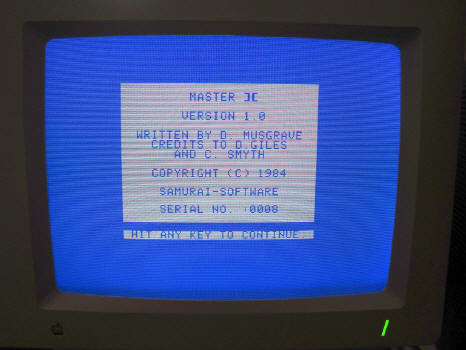 MASTER ][
VERSION 1.0
WRITTEN BY D. MUSGRAVE
CREDITS TO D.GILES
AND C. SMYTH
COPYRIGHT (C) 1984
SAMURAI-SOFTWARE
SERIAL NO. :0008
HIT ANY KEY TO CONTINUE.